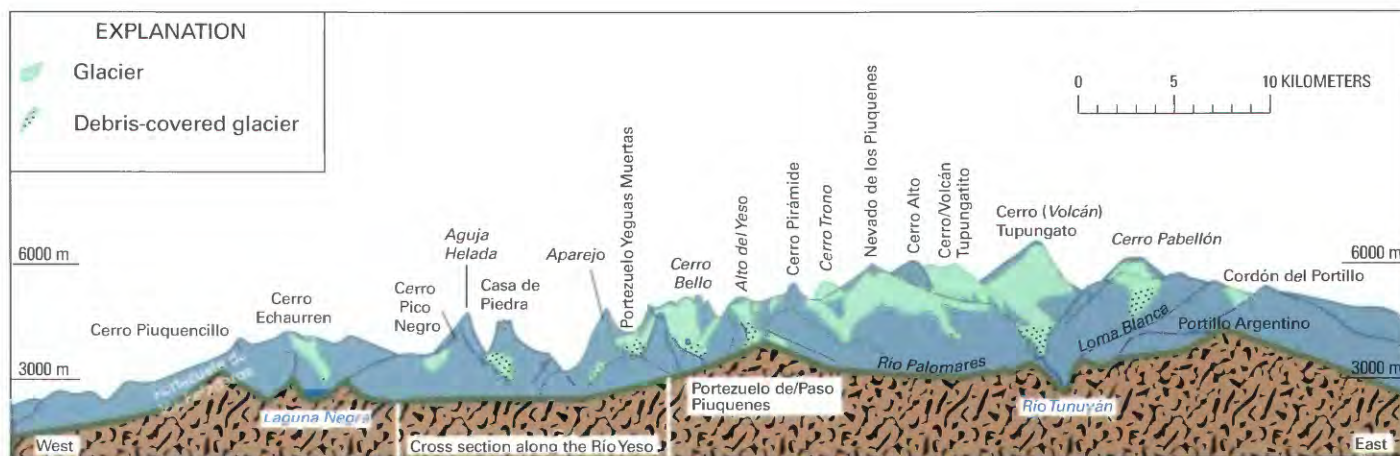 EXPLANATION
Glacier
Debris-covered glacier
0 5 10 KILOMETERS
6000 m
3000 m
Cerro Piuquencillo
Portezuelo de
Cerro
Echaurren
Laguna Negra
Cerro
Pico
Negro
Aguja
Helada
Casa de
Piedra
Aparejo
Portezuelo Yeguas Muertas
Cerro
Bello
Alto del Yeso
Cerro Pirámide
Cerro Trono
Nevado de los Piuquenes
Cerro Alto
Cerro/Volcán
Tupungatito
Cerro (Volcán)
Tupungato
Cerro Pabellón
6000 m
Cordón del Portillo
Loma Blanca
Portillo Argentino
Río Palomares
3000 m
Portezuelo de/Paso
Piuquenes
Río Tunuyán
West
Cross section along the Río Yeso
East